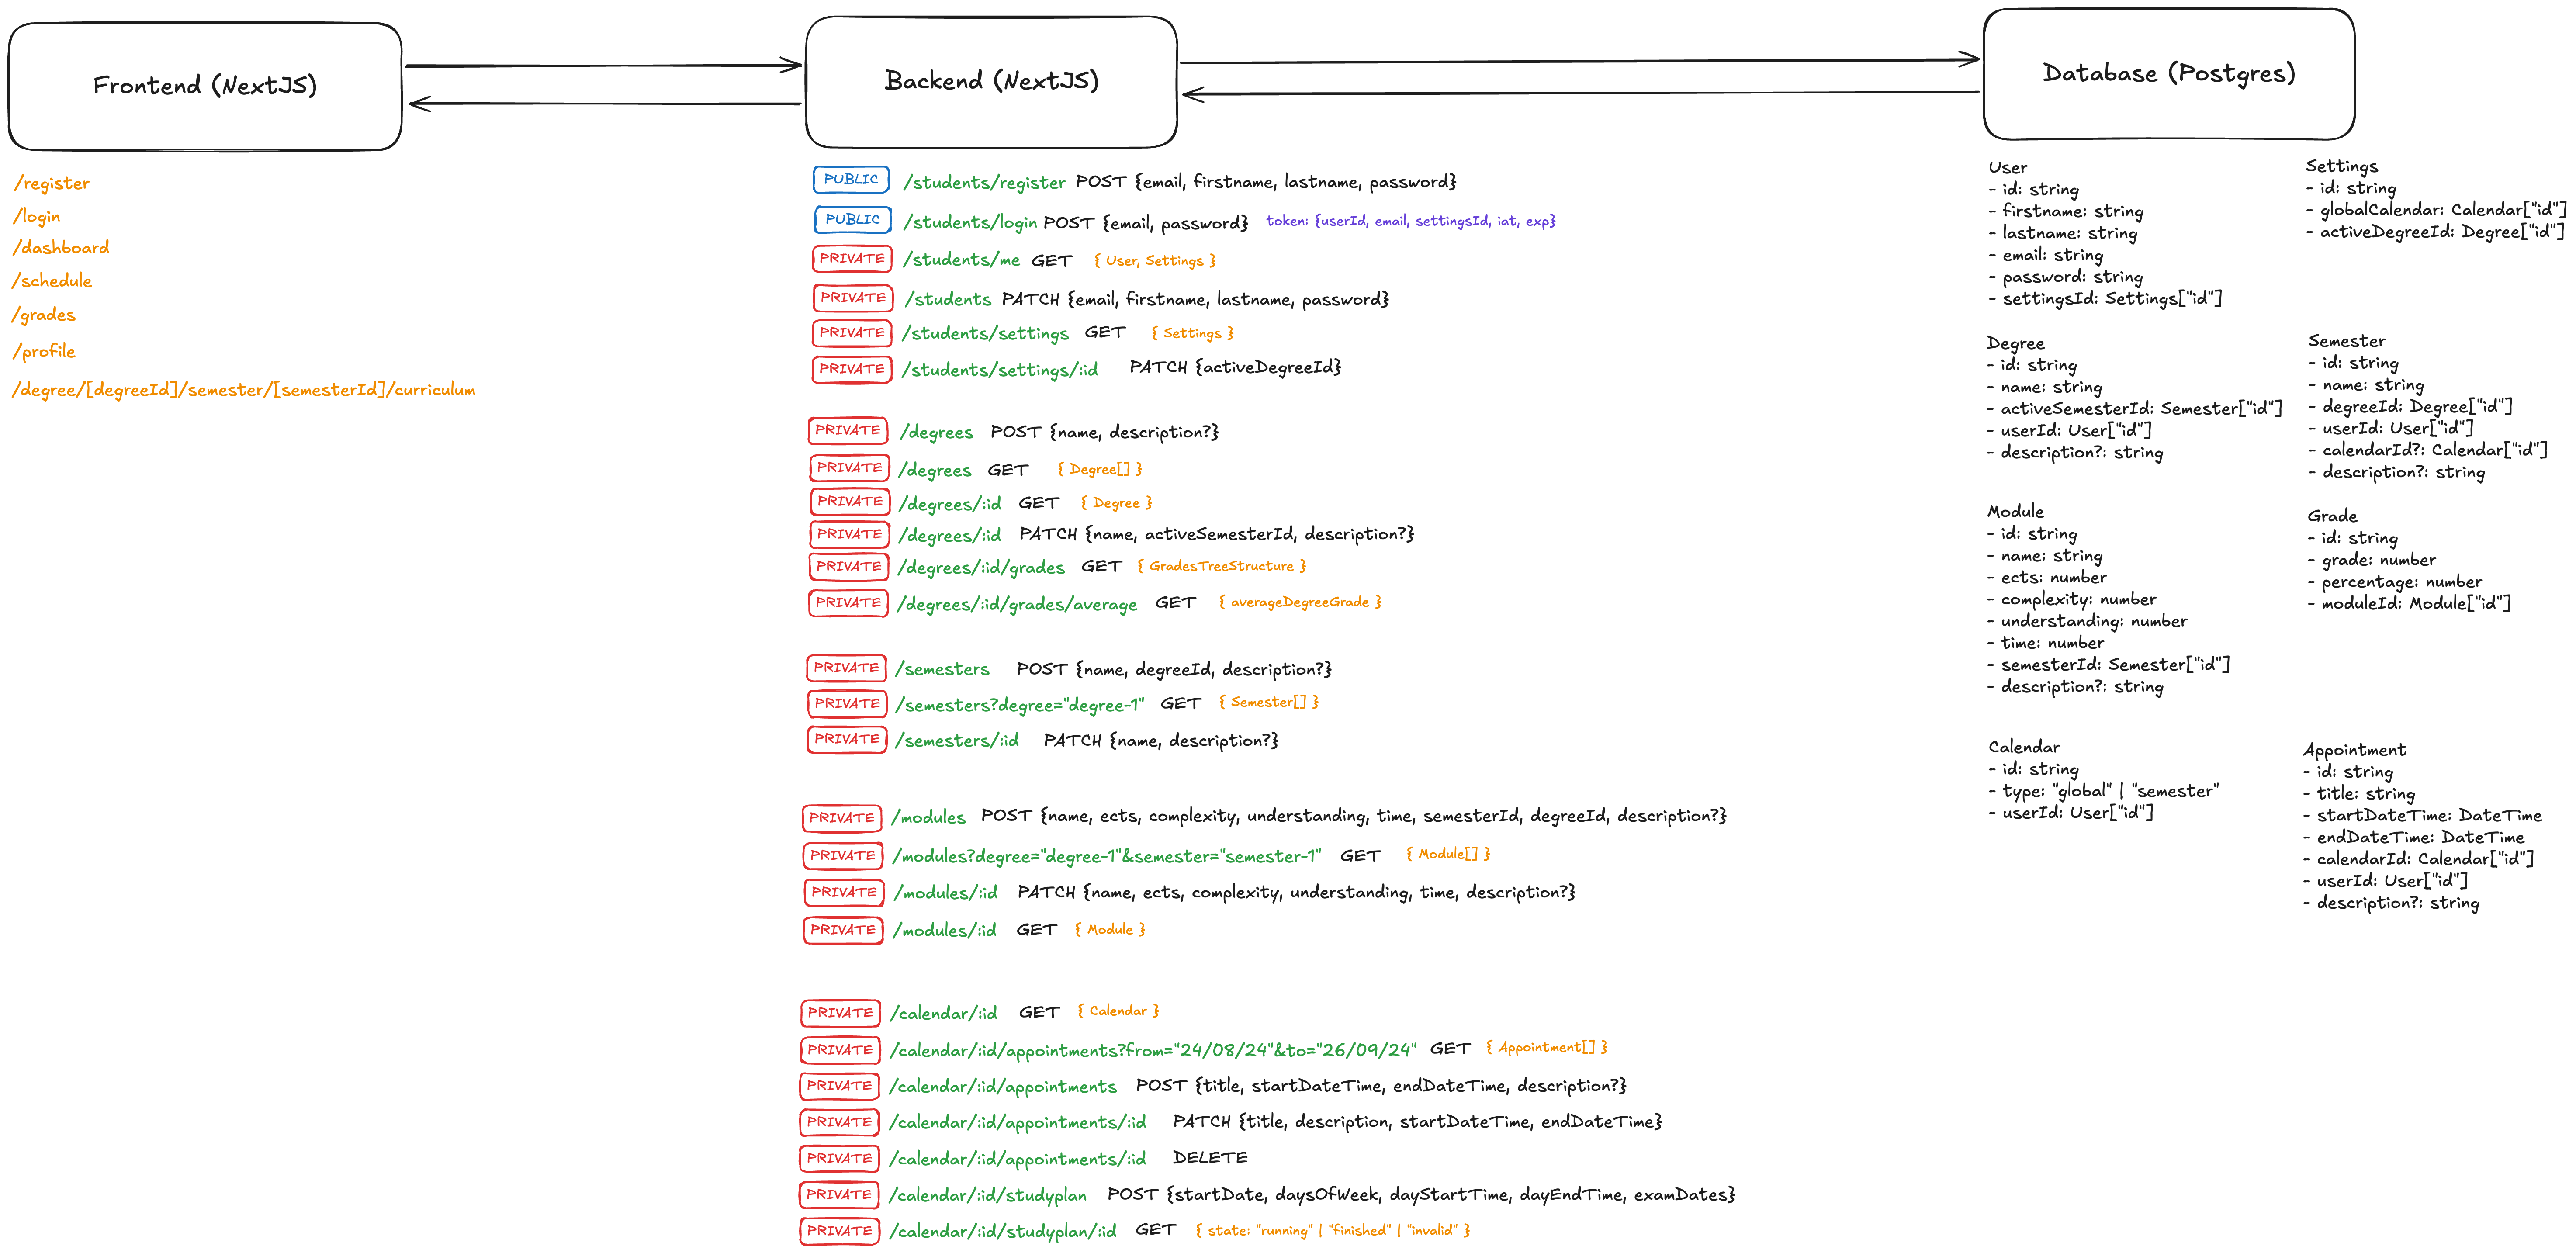 Frontend (NextJS)
Backend (NextJS)
Database (Postgres)
/register
/login
/dashboard
/schedule
/grades
/profile
/degree/[degreeId]/semester/[semesterId]/curriculum
PUBLIC /students/register POST {email, firstname, lastname, password}
PUBLIC /students/login POST {email, password} token: {userId, email, settingsId, iat, exp}
PRIVATE /students/me GET { User, Settings }
PRIVATE /students PATCH {email, firstname, lastname, password}
PRIVATE /students/settings GET { Settings }
PRIVATE /students/settings/:id PATCH {activeDegreeId}
PRIVATE /degrees POST {name, description?}
PRIVATE /degrees GET { Degree[] }
PRIVATE /degrees/:id GET { Degree }
PRIVATE /degrees/:id PATCH {name, activeSemesterId, description?}
PRIVATE /degrees/:id/grades GET { GradesTreeStructure }
PRIVATE /degrees/:id/grades/average GET { averageDegreeGrade }
PRIVATE /semesters POST {name, degreeId, description?}
PRIVATE /semesters?degree="degree-1" GET { Semester[] }
PRIVATE /semesters/:id PATCH {name, description?}
PRIVATE /modules POST {name, ects, complexity, understanding, time, semesterId, degreeId, description?}
PRIVATE /modules?degree="degree-1"&semester="semester-1" GET { Module[] }
PRIVATE /modules/:id PATCH {name, ects, complexity, understanding, time, description?}
PRIVATE /modules/:id GET { Module }
PRIVATE /calendar/:id GET { Calendar }
PRIVATE /calendar/:id/appointments?from="24/08/24"&to="26/09/24" GET { Appointment[] }
PRIVATE /calendar/:id/appointments POST {title, startDateTime, endDateTime, description?}
PRIVATE /calendar/:id/appointments/:id PATCH {title, description, startDateTime, endDateTime}
PRIVATE /calendar/:id/appointments/:id DELETE
PRIVATE /calendar/:id/studyplan POST {startDate, daysOfWeek, dayStartTime, dayEndTime, examDates}
PRIVATE /calendar/:id/studyplan/:id GET { state: "running" | "finished" | "invalid" }
User
- id: string
- firstname: string
- lastname: string
- email: string
- password: string
- settingsId: Settings["id"]
Settings
- id: string
- globalCalendar: Calendar["id"]
- activeDegreeId: Degree["id"]
Degree
- id: string
- name: string
- activeSemesterId: Semester["id"]
- userId: User["id"]
- description?: string
Semester
- id: string
- name: string
- degreeId: Degree["id"]
- userId: User["id"]
- calendarId?: Calendar["id"]
- description?: string
Module
- id: string
- name: string
- ects: number
- complexity: number
- understanding: number
- time: number
- semesterId: Semester["id"]
- description?: string
Grade
- id: string
- grade: number
- percentage: number
- moduleId: Module["id"]
Calendar
- id: string
- type: "global" | "semester"
- userId: User["id"]
Appointment
- id: string
- title: string
- startDateTime: DateTime
- endDateTime: DateTime
- calendarId: Calendar["id"]
- userId: User["id"]
- description?: string